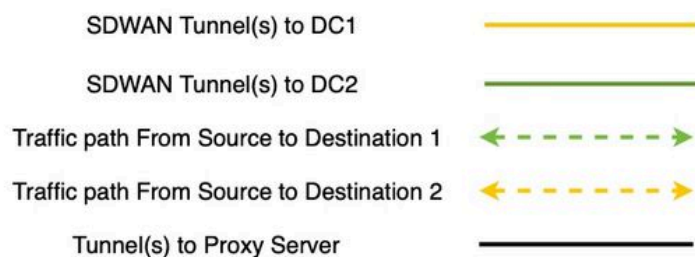 SDWAN Tunnel(s) to DC1
SDWAN Tunnel(s) to DC2
Traffic path From Source to Destination 1
Traffic path From Source to Destination 2
Tunnel(s) to Proxy Server